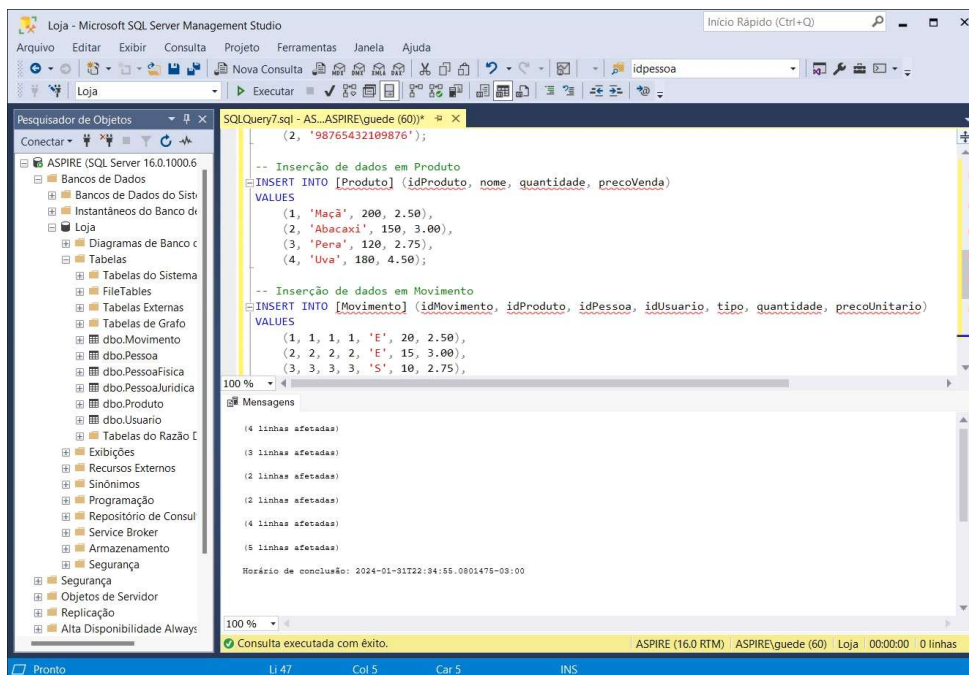 Loja - Microsoft SQL Server Management Studio
Início Rápido (Ctrl+Q)
Arquivo Editar Exibir Consulta Projeto Ferramentas Janela Ajuda
Nova Consulta MDX DMX XMLA DAX idpessoa
Loja Executar
Pesquisador de Objetos
Conectar
ASPIRE (SQL Server 16.0.1000.6
Bancos de Dados
Bancos de Dados do Siste
Instantâneos do Banco de
Loja
Diagramas de Banco d
Tabelas
Tabelas do Sistema
FileTables
Tabelas Externas
Tabelas de Grafo
dbo.Movimento
dbo.Pessoa
dbo.PessoaFisica
dbo.PessoaJuridica
dbo.Produto
dbo.Usuario
Tabelas do Razão D
Exibições
Recursos Externos
Sinônimos
Programação
Repositório de Consul
Service Broker
Armazenamento
Segurança
Segurança
Objetos de Servidor
Replicação
Alta Disponibilidade Always
SQLQuery7.sql - AS...ASPIRE\guede (60))*
(2, '98765432109876');
-- Inserção de dados em Produto
INSERT INTO [Produto] (idProduto, nome, quantidade, precoVenda)
VALUES
(1, 'Maçã', 200, 2.50),
(2, 'Abacaxi', 150, 3.00),
(3, 'Pera', 120, 2.75),
(4, 'Uva', 180, 4.50);
-- Inserção de dados em Movimento
INSERT INTO [Movimento] (idMovimento, idProduto, idPessoa, idUsuario, tipo, quantidade, precoUnitario)
VALUES
(1, 1, 1, 1, 'E', 20, 2.50),
(2, 2, 2, 2, 'E', 15, 3.00),
(3, 3, 3, 3, 'S', 10, 2.75),
100 %
Mensagens
(4 linhas afetadas)
(3 linhas afetadas)
(2 linhas afetadas)
(2 linhas afetadas)
(4 linhas afetadas)
(5 linhas afetadas)
Horário de conclusão: 2024-01-31T22:34:55.0801475-03:00
100 %
Consulta executada com êxito. ASPIRE (16.0 RTM) ASPIRE\guede (60) Loja 00:00:00 0 linhas
Pronto Li 47 Col 5 Car 5 INS